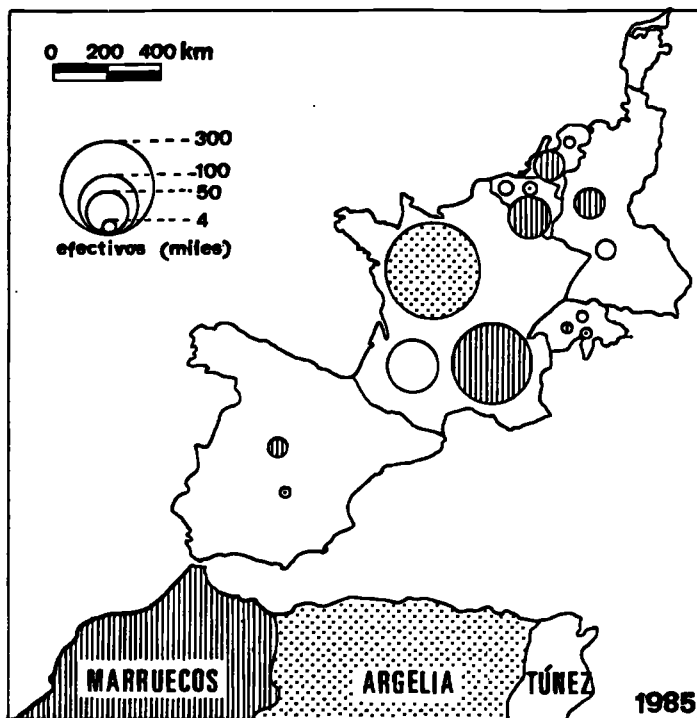 0 200 400 km
300
100
50
4
efectivos (miles)
MARRUECOS
ARGELIA
TÚNEZ
1985